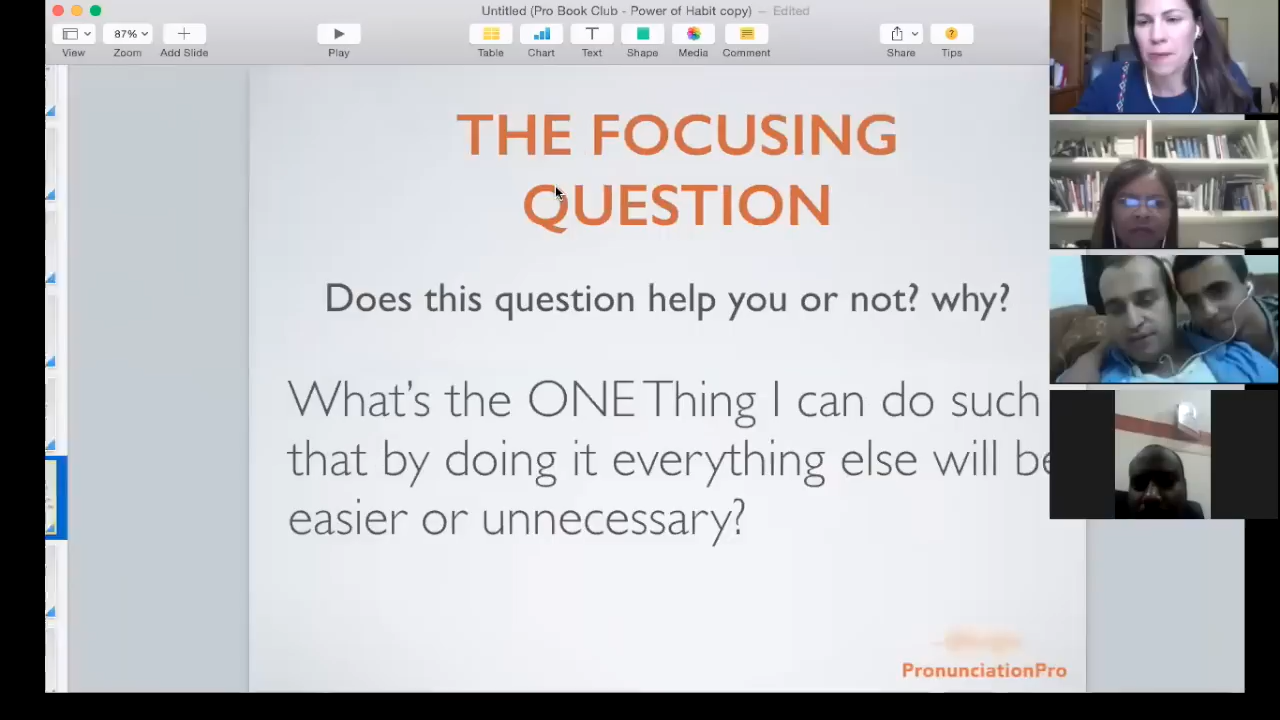 Untitled (Pro Book Club - Power of Habit copy) — Edited
87%
View
Zoom
Add Slide
Play
Table
Chart
Text
Shape
Media
Comment
Share
Tips
THE FOCUSING
QUESTION
Does this question help you or not? why?
What's the ONE Thing I can do such
that by doing it everything else will be
easier or unnecessary?
PronunciationPro